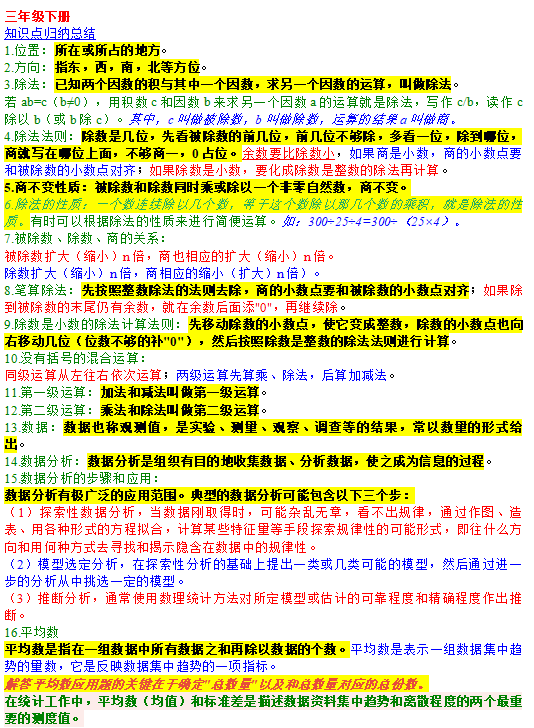 三年级下册
知识点归纳总结
1.位置：所在或所占的地方。
2.方向：指东，西，南，北等方位。
3.除法：已知两个因数的积与其中一个因数，求另一个因数的运算，叫做除法。
若 ab=c（b≠0），用积数 c 和因数 b 来求另一个因数 a 的运算就是除法，写作 c/b，读作 c
除以 b（或 b 除 c）。其中，c 叫做被除数，b 叫做除数，运算的结果 a 叫做商。
4.除法法则：除数是几位，先看被除数的前几位，前几位不够除，多看一位，除到哪位，
商就写在哪位上面，不够商一，0 占位。余数要比除数小，如果商是小数，商的小数点要
和被除数的小数点对齐；如果除数是小数，要化成除数是整数的除法再计算。
5.商不变性质：被除数和除数同时乘或除以一个非零自然数，商不变。
6.除法的性质：一个数连续除以几个数，等于这个数除以那几个数的乘积，就是除法的性
质。有时可以根据除法的性质来进行简便运算。如：300÷25÷4=300÷（25×4）。
7.被除数、除数、商的关系：
被除数扩大（缩小）n倍，商也相应的扩大（缩小）n倍。
除数扩大（缩小）n倍，商相应的缩小（扩大）n倍）。
8.笔算除法：先按照整数除法的法则去除，商的小数点要和被除数的小数点对齐；如果除
到被除数的末尾仍有余数，就在余数后面添"0"，再继续除。
9.除数是小数的除法计算法则：先移动除数的小数点，使它变成整数，除数的小数点也向
右移动几位（位数不够的补"0"），然后按照除数是整数的除法法则进行计算。
10.没有括号的混合运算：
同级运算从左往右依次运算；两级运算先算乘、除法，后算加减法。
11.第一级运算：加法和减法叫做第一级运算。
12.第二级运算：乘法和除法叫做第二级运算。
13.数据：数据也称观测值，是实验、测量、观察、调查等的结果，常以数量的形式给
出。
14.数据分析：数据分析是组织有目的地收集数据、分析数据，使之成为信息的过程。
15.数据分析的步骤和应用：
数据分析有极广泛的应用范围。典型的数据分析可能包含以下三个步：
（1）探索性数据分析，当数据刚取得时，可能杂乱无章，看不出规律，通过作图、造
表、用各种形式的方程拟合，计算某些特征量等手段探索规律性的可能形式，即往什么方
向和用何种方式去寻找和揭示隐含在数据中的规律性。
（2）模型选定分析，在探索性分析的基础上提出一类或几类可能的模型，然后通过进一
步的分析从中挑选一定的模型。
（3）推断分析，通常使用数理统计方法对所定模型或估计的可靠程度和精确程度作出推
断。
16.平均数
平均数是指在一组数据中所有数据之和再除以数据的个数。平均数是表示一组数据集中趋
势的量数，它是反映数据集中趋势的一项指标。
解答平均数应用题的关键在于确定"总数量"以及和总数量对应的总份数。
在统计工作中，平均数（均值）和标准差是描述数据资料集中趋势和离散程度的两个最重
要的测度值。